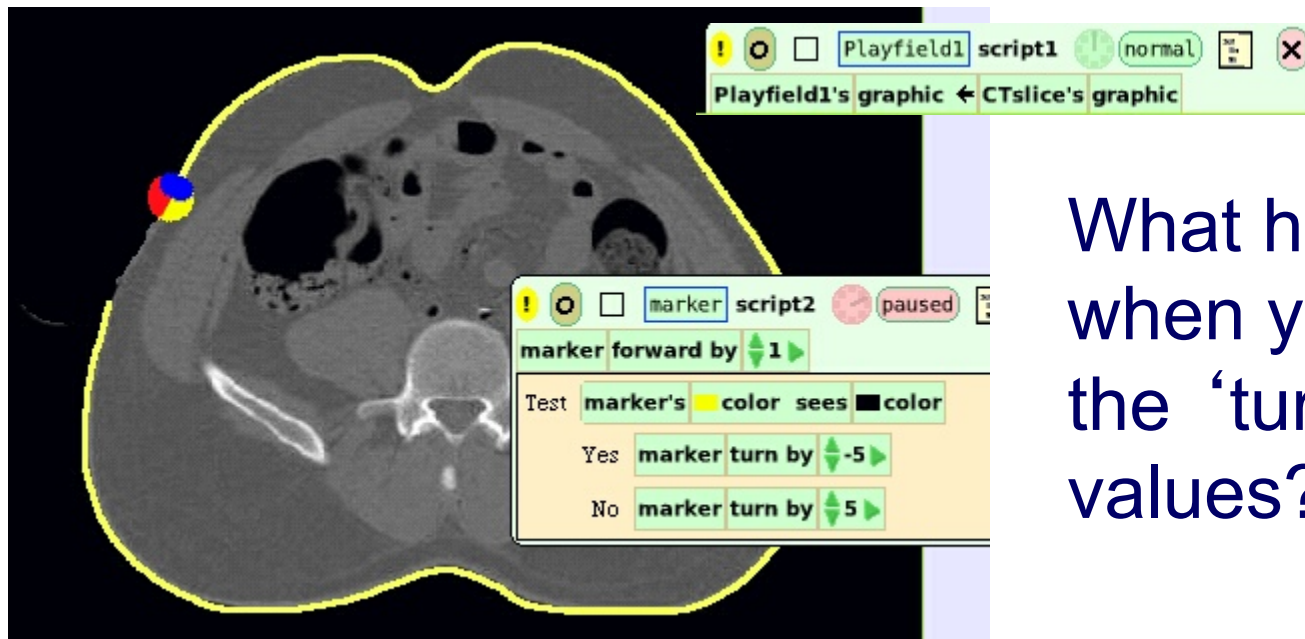 ! Playfield1 script1 normal
Playfield1's graphic ← CTslice's graphic
What h
when y
the ‘tur
values?
! marker script2 paused
marker forward by 1
Test marker's color sees color
Yes marker turn by -5
No marker turn by 5